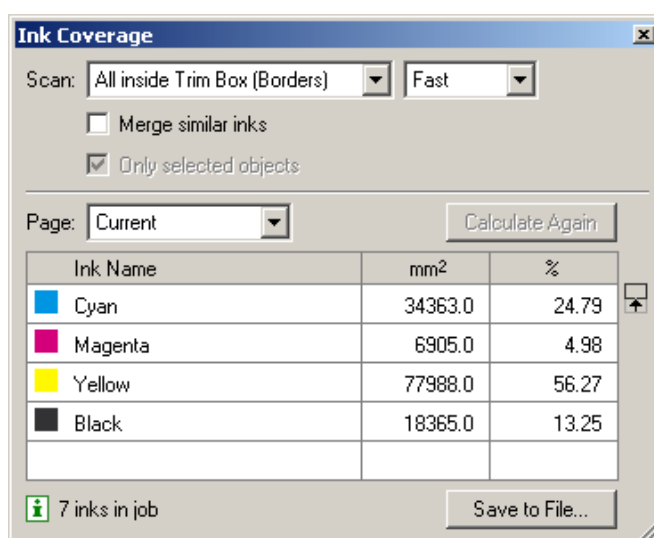 Ink Coverage
Scan: All inside Trim Box (Borders) Fast
Merge similar inks
Only selected objects
Page: Current Calculate Again
Ink Name mm² %
Cyan 34363.0 24.79
Magenta 6905.0 4.98
Yellow 77988.0 56.27
Black 18365.0 13.25
7 inks in job Save to File...